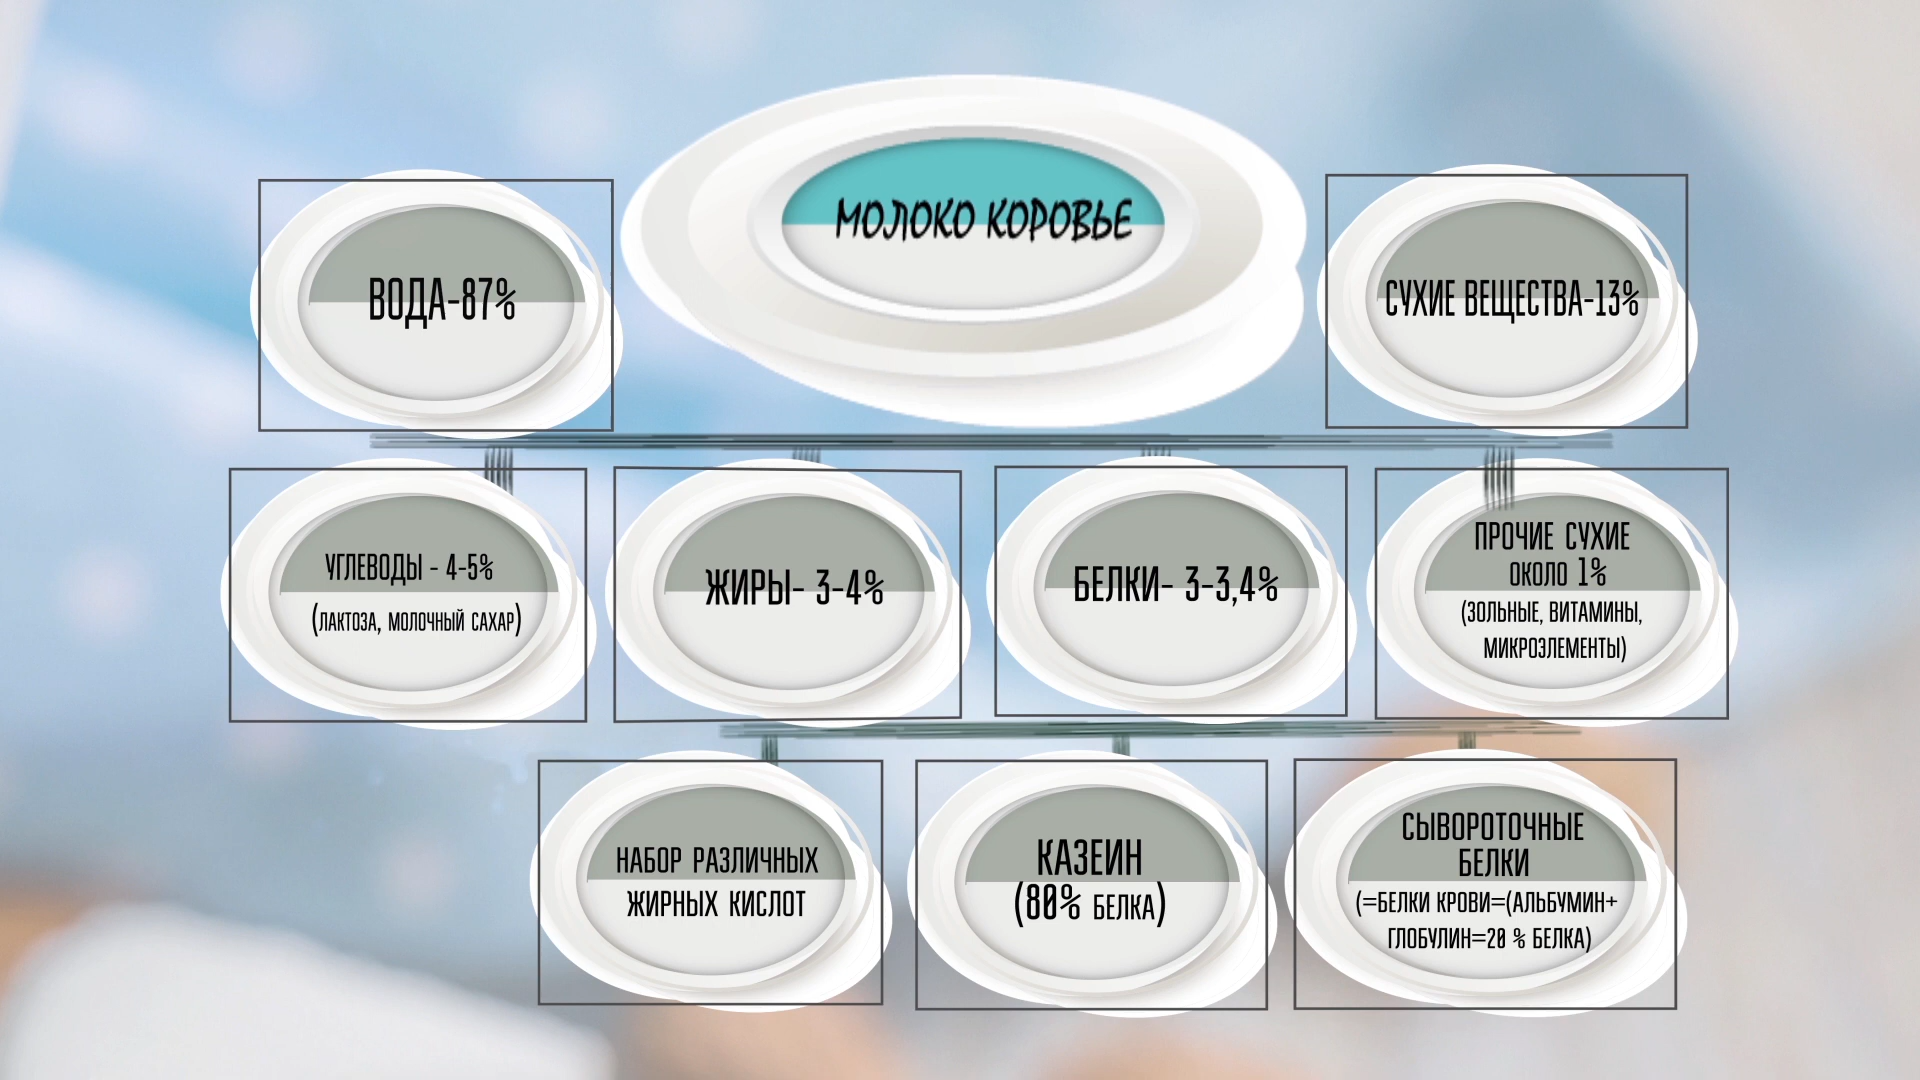 МОЛОКО КОРОВЬЕ
ВОДА-87%
СУХИЕ ВЕЩЕСТВА-13%
УГЛЕВОДЫ - 4-5%
(ЛАКТОЗА, МОЛОЧНЫЙ САХАР)
ЖИРЫ- 3-4%
БЕЛКИ- 3-3,4%
ПРОЧИЕ СУХИЕ
ОКОЛО 1%
(ЗОЛЬНЫЕ, ВИТАМИНЫ,
МИКРОЭЛЕМЕНТЫ)
НАБОР РАЗЛИЧНЫХ
ЖИРНЫХ КИСЛОТ
КАЗЕИН
(80% БЕЛКА)
СЫВОРОТОЧНЫЕ
БЕЛКИ
(=БЕЛКИ КРОВИ=(АЛЬБУМИН+
ГЛОБУЛИН=20 % БЕЛКА)